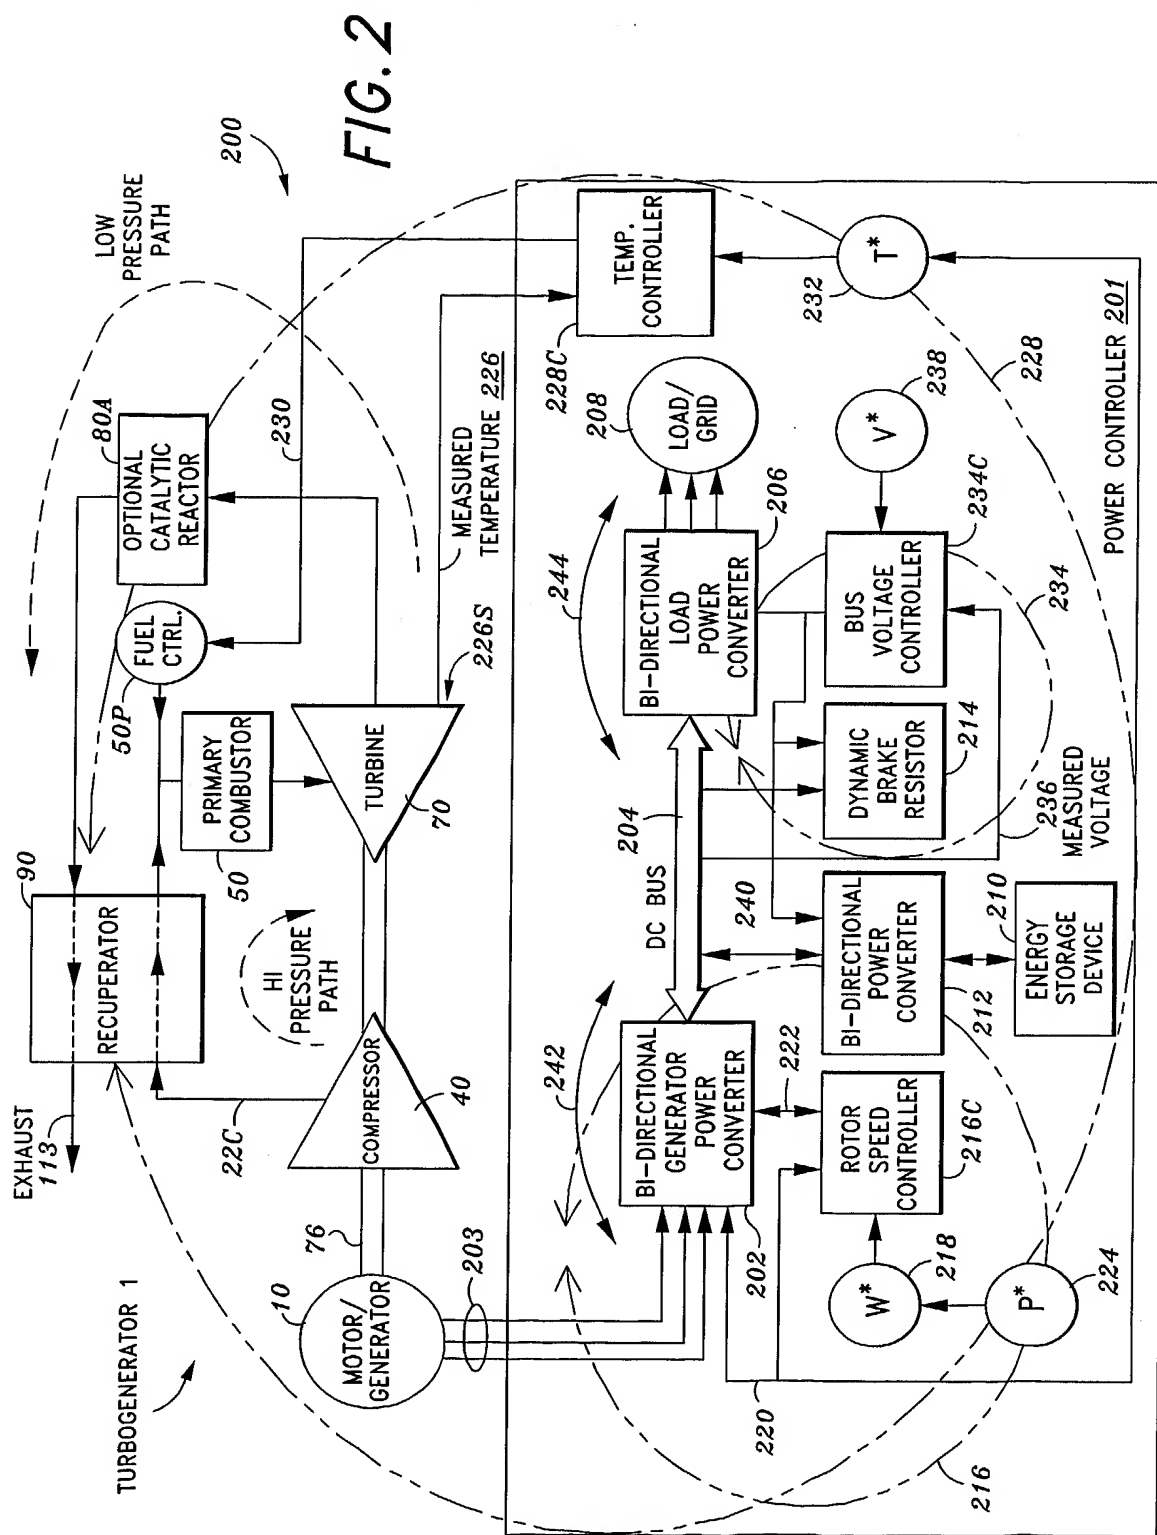 FIG. 2
200
LOW
PRESSURE
PATH
TURBOGENERATOR 1
EXHAUST
113
90
RECUPERATOR
50P
FUEL
CTRL.
80A
OPTIONAL
CATALYTIC
REACTOR
230
22C
HI
PRESSURE
PATH
50
PRIMARY
COMBUSTOR
10
MOTOR/
GENERATOR
76
COMPRESSOR
40
TURBINE
70
226S
MEASURED
TEMPERATURE 226
203
242
244
228C
TEMP.
CONTROLLER
BI-DIRECTIONAL
GENERATOR
POWER
CONVERTER
202
DC BUS
204
BI-DIRECTIONAL
LOAD
POWER
CONVERTER
206
208
LOAD/
GRID
222
240
220
W*
218
ROTOR
SPEED
CONTROLLER
216C
BI-DIRECTIONAL
POWER
CONVERTER
212
DYNAMIC
BRAKE
RESISTOR
214
BUS
VOLTAGE
CONTROLLER
234C
V*
238
232
T*
216
P*
224
210
ENERGY
STORAGE
DEVICE
236
MEASURED
VOLTAGE
234
228
POWER CONTROLLER 201